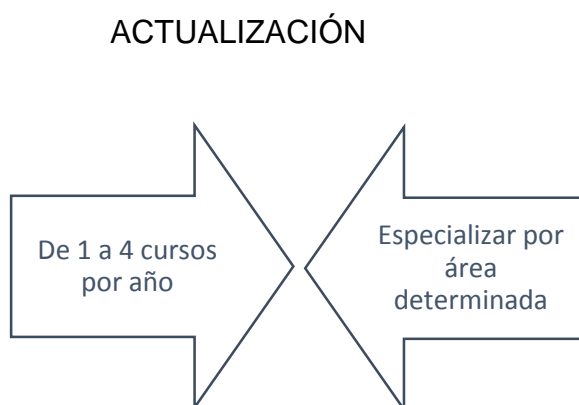 ACTUALIZACIÓN
De 1 a 4 cursos
por año
Especializar por
área
determinada